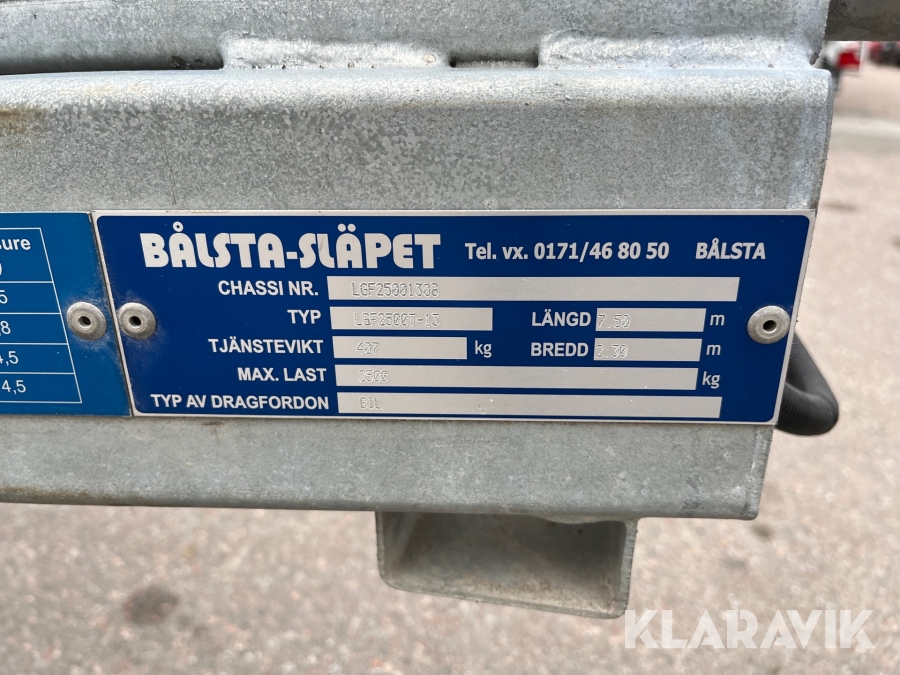 sure
5
,8
4,5
4,5
BÅLSTA-SLÄPET Tel. vx. 0171/46 80 50 BÅLSTA
CHASSI NR. LGF25001308
TYP LGF2500T-13 LÄNGD 7.50 m
TJÄNSTEVIKT 407 kg BREDD 2.30 m
MAX. LAST 2500 kg
TYP AV DRAGFORDON BIL
KLARAVIK